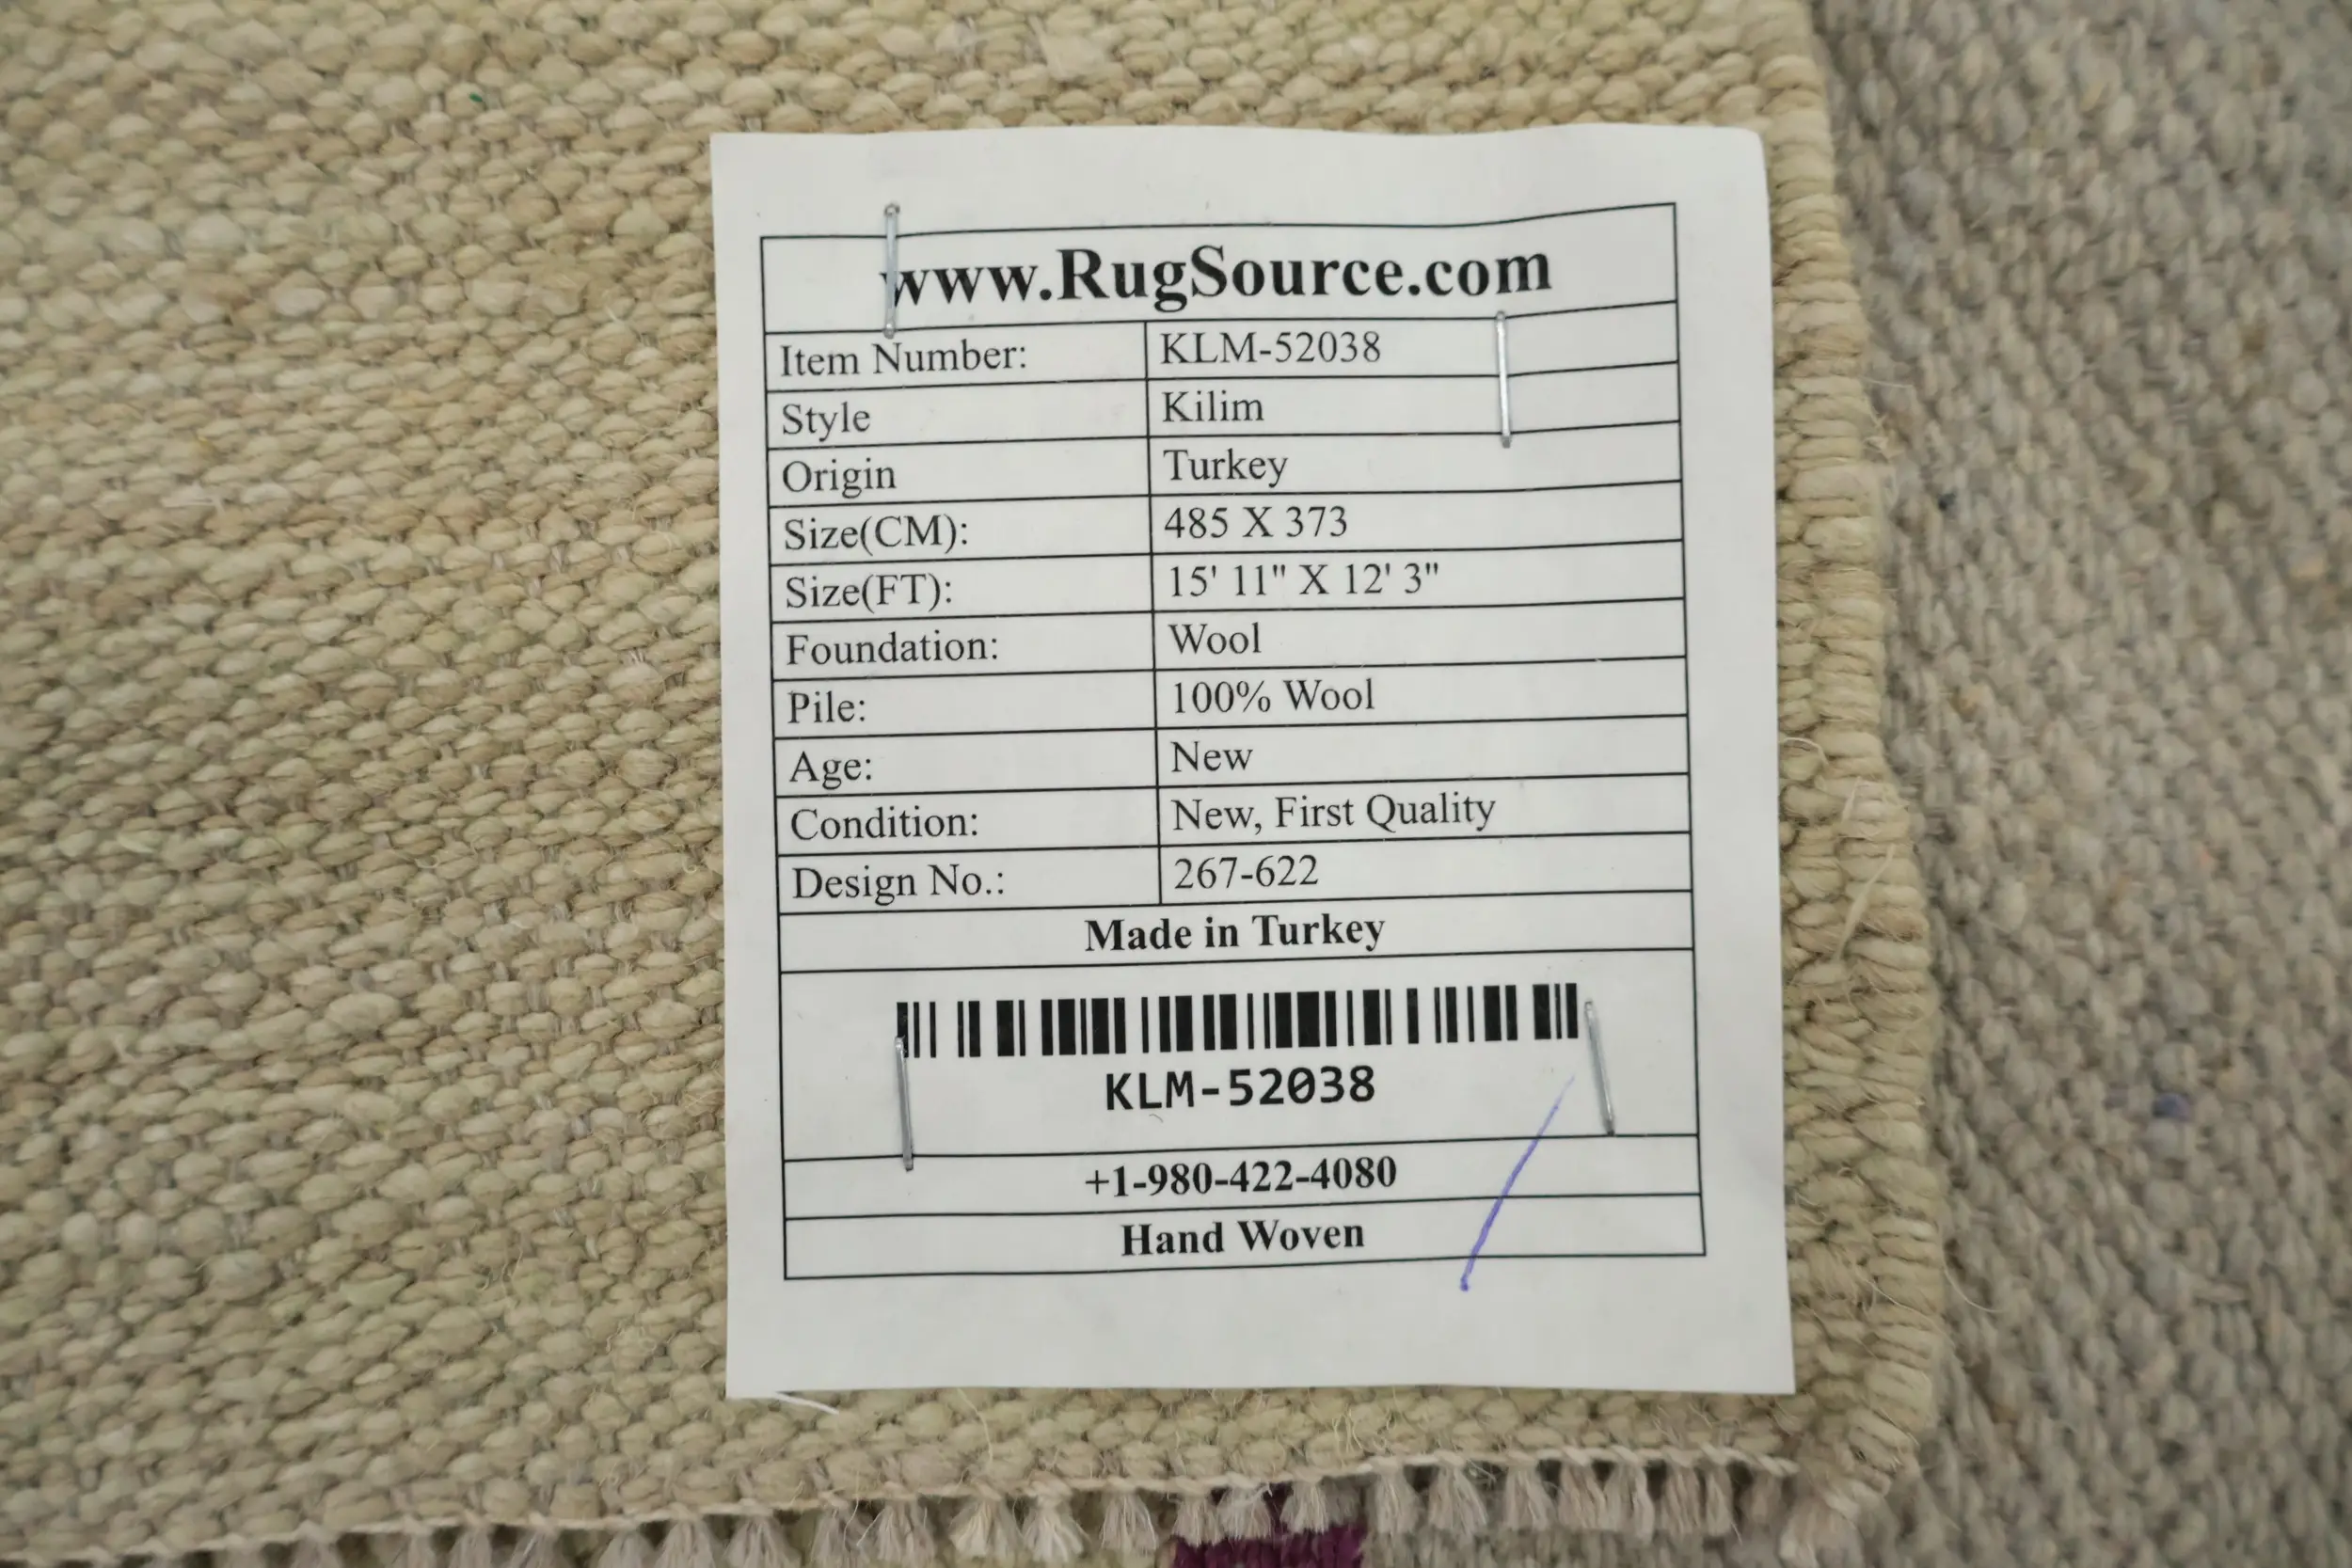 www.RugSource.com
Item Number: KLM-52038
Style Kilim
Origin Turkey
Size(CM): 485 X 373
Size(FT): 15' 11" X 12' 3"
Foundation: Wool
Pile: 100% Wool
Age: New
Condition: New, First Quality
Design No.: 267-622
Made in Turkey
KLM-52038
+1-980-422-4080
Hand Woven